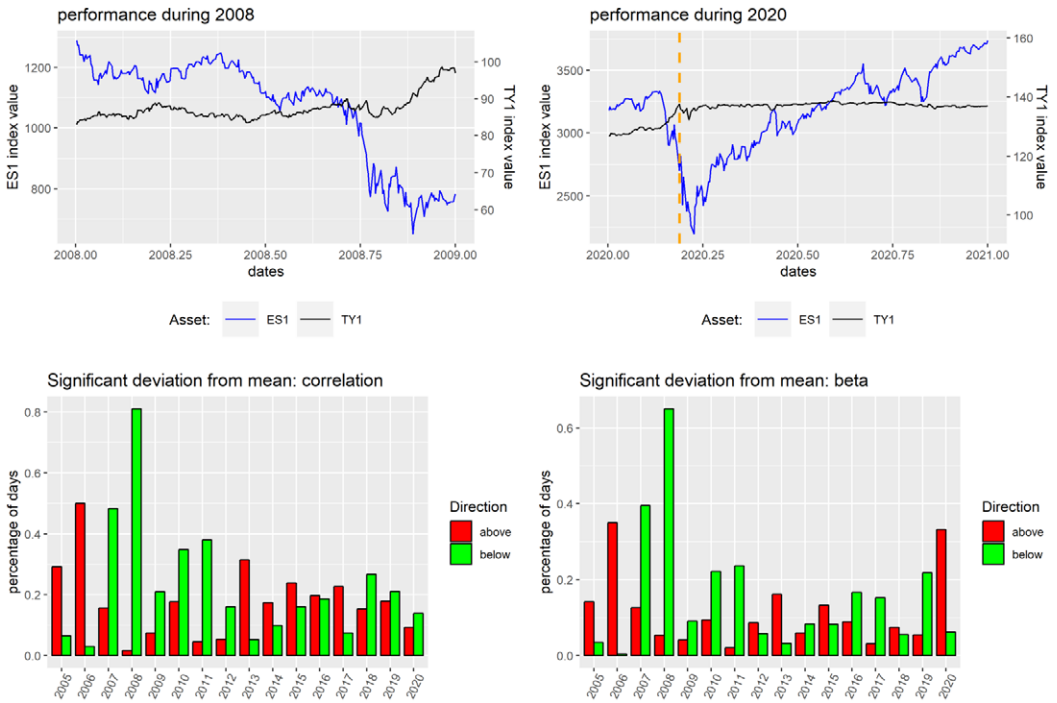 performance during 2008
1200
1000
800
ES1 index value
100
90
80
70
60
TY1 index value
2008.00 2008.25 2008.50 2008.75 2009.00
dates
Asset: ES1 TY1
performance during 2020
3500
3000
2500
ES1 index value
160
140
120
100
TY1 index value
2020.00 2020.25 2020.50 2020.75 2021.00
dates
Asset: ES1 TY1
Significant deviation from mean: correlation
0.8
0.6
0.4
0.2
0.0
percentage of days
2005 2006 2007 2008 2009 2010 2011 2012 2013 2014 2015 2016 2017 2018 2019 2020
Direction
above
below
Significant deviation from mean: beta
0.6
0.4
0.2
0.0
percentage of days
2005 2006 2007 2008 2009 2010 2011 2012 2013 2014 2015 2016 2017 2018 2019 2020
Direction
above
below